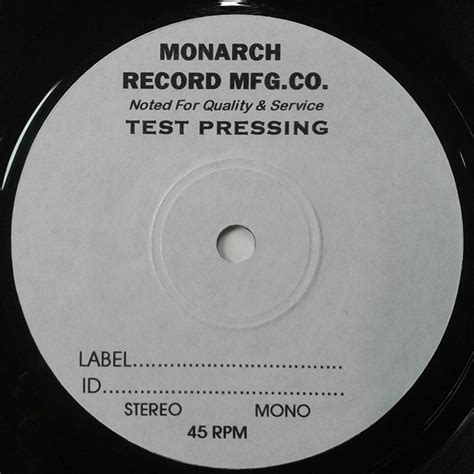 MONARCH
RECORD MFG.CO.
Noted For Quality & Service
TEST PRESSING
LABEL.................................
ID.......................................
STEREO MONO
45 RPM